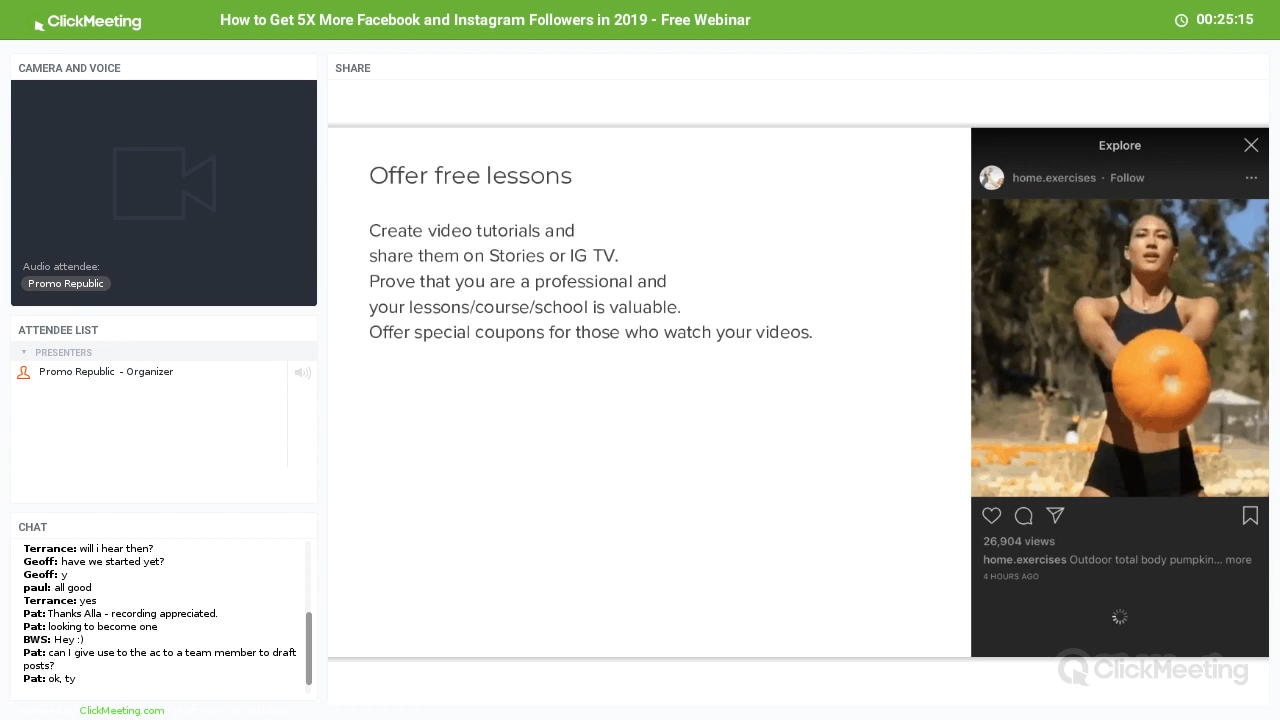 ClickMeeting
How to Get 5X More Facebook and Instagram Followers in 2019 - Free Webinar
00:25:15
CAMERA AND VOICE
Audio attendee:
Promo Republic
ATTENDEE LIST
PRESENTERS
Promo Republic - Organizer
CHAT
Terrance: will i hear then?
Geoff: have we started yet?
Geoff: y
paul: all good
Terrance: yes
Pat: Thanks Alla - recording appreciated.
Pat: looking to become one
BWS: Hey :)
Pat: can I give use to the ac to a team member to draft
posts?
Pat: ok, ty
ClickMeeting.com
SHARE
Offer free lessons
Create video tutorials and
share them on Stories or IG TV.
Prove that you are a professional and
your lessons/course/school is valuable.
Offer special coupons for those who watch your videos.
Explore
home.exercises · Follow
26,904 views
home.exercises Outdoor total body pumpkin... more
4 HOURS AGO
ClickMeeting